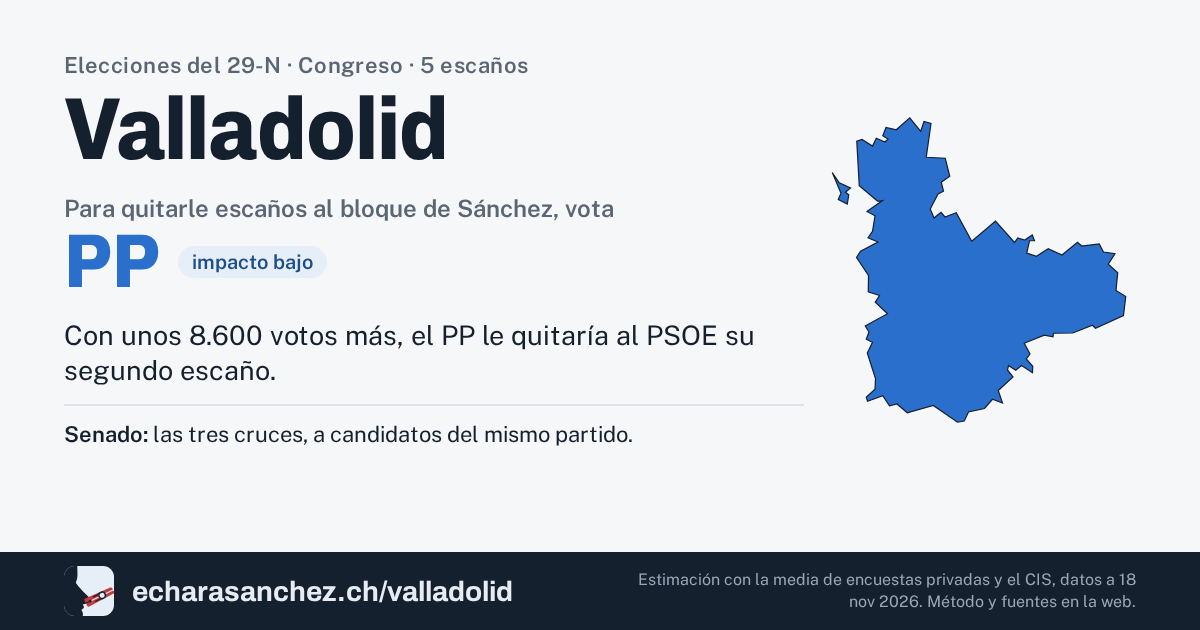 Elecciones del 29-N · Congreso · 5 escaños
Valladolid
Para quitarle escaños al bloque de Sánchez, vota
PP impacto bajo
Con unos 8.600 votos más, el PP le quitaría al PSOE su
segundo escaño.
Senado: las tres cruces, a candidatos del mismo partido.
echarasanchez.ch/valladolid
Estimación con la media de encuestas privadas y el CIS, datos a 18
nov 2026. Método y fuentes en la web.